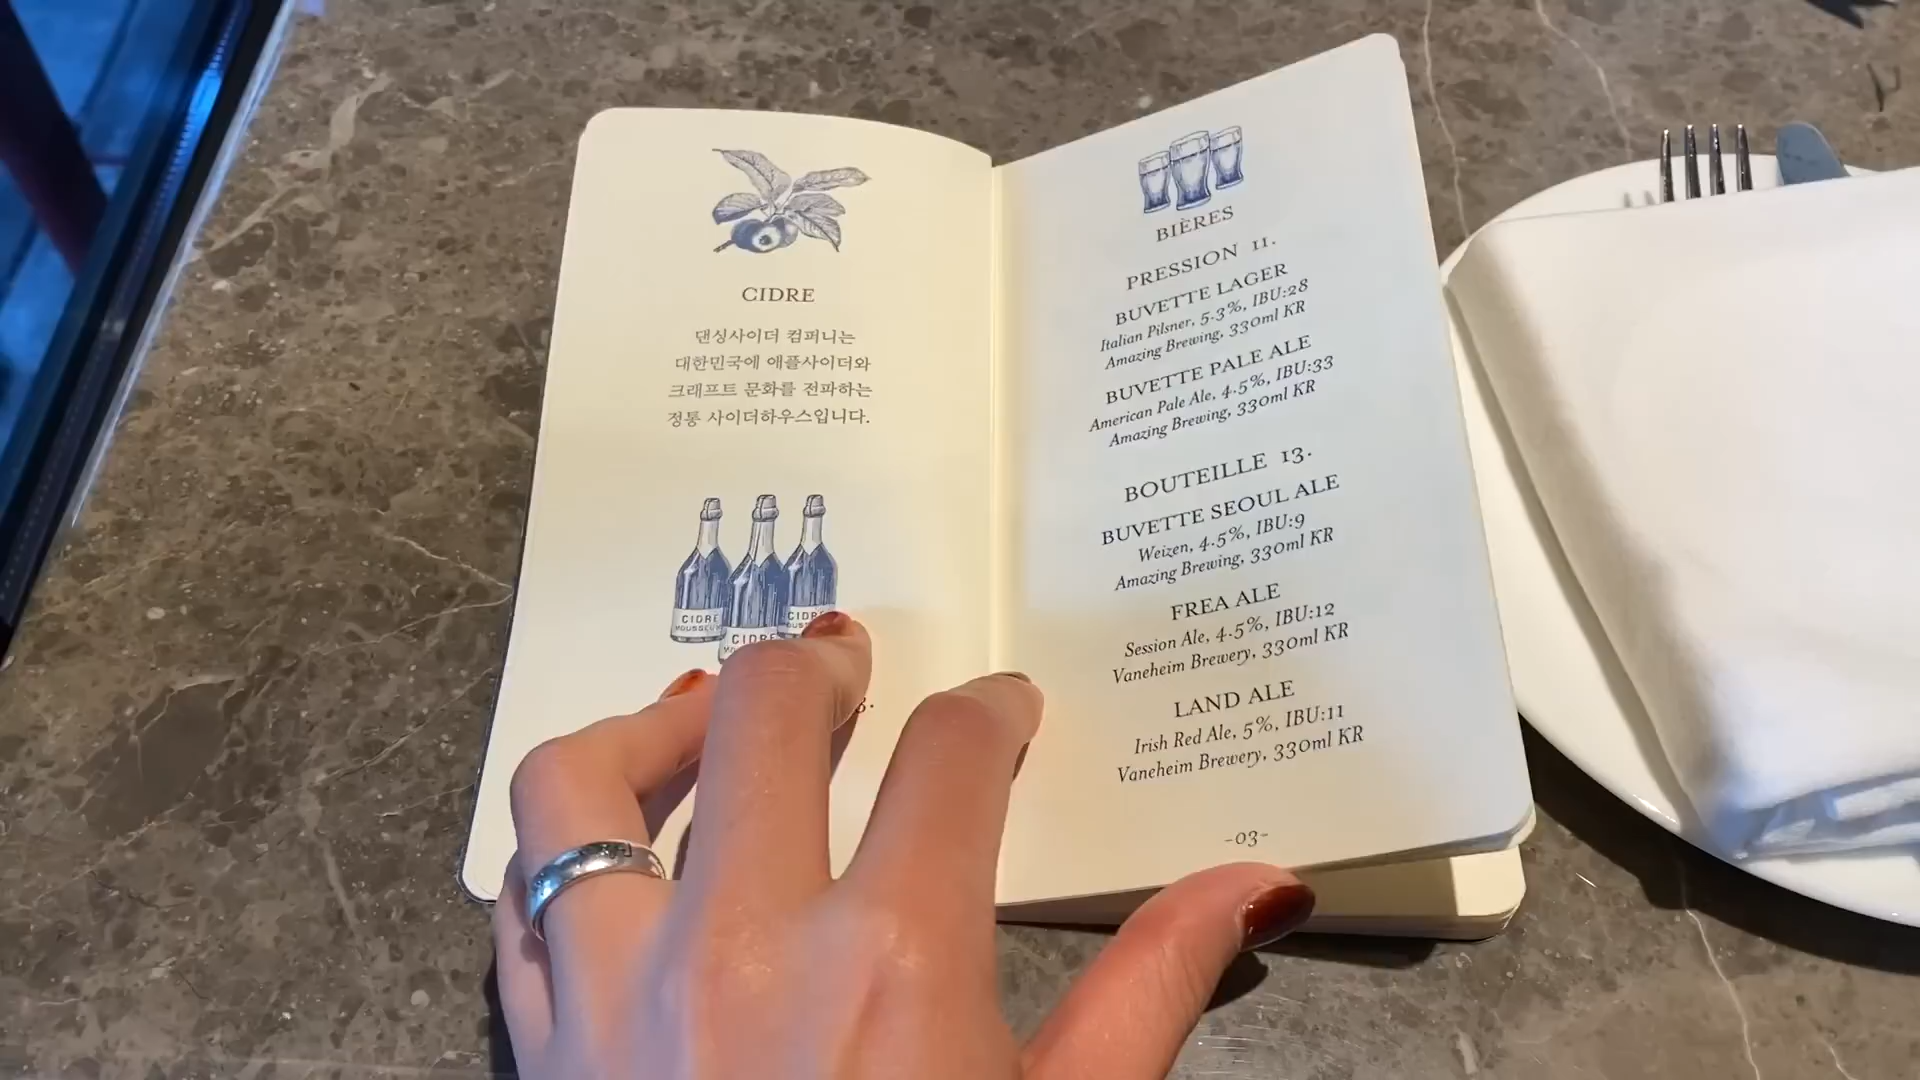 CIDRE
댄싱사이더 컴퍼니는
대한민국에 애플사이더와
크래프트 문화를 전파하는
정통 사이더하우스입니다.
CIDRE
CIDRE
CIDRE
BIÈRES
PRESSION 11.
BUVETTE LAGER
Italian Pilsner, 5.3%, IBU:28
Amazing Brewing, 330ml KR
BUVETTE PALE ALE
American Pale Ale, 4.5%, IBU:33
Amazing Brewing, 330ml KR
BOUTEILLE 13.
BUVETTE SEOUL ALE
Weizen, 4.5%, IBU:9
Amazing Brewing, 330ml KR
FREA ALE
Session Ale, 4.5%, IBU:12
Vaneheim Brewery, 330ml KR
LAND ALE
Irish Red Ale, 5%, IBU:11
Vaneheim Brewery, 330ml KR
-03-